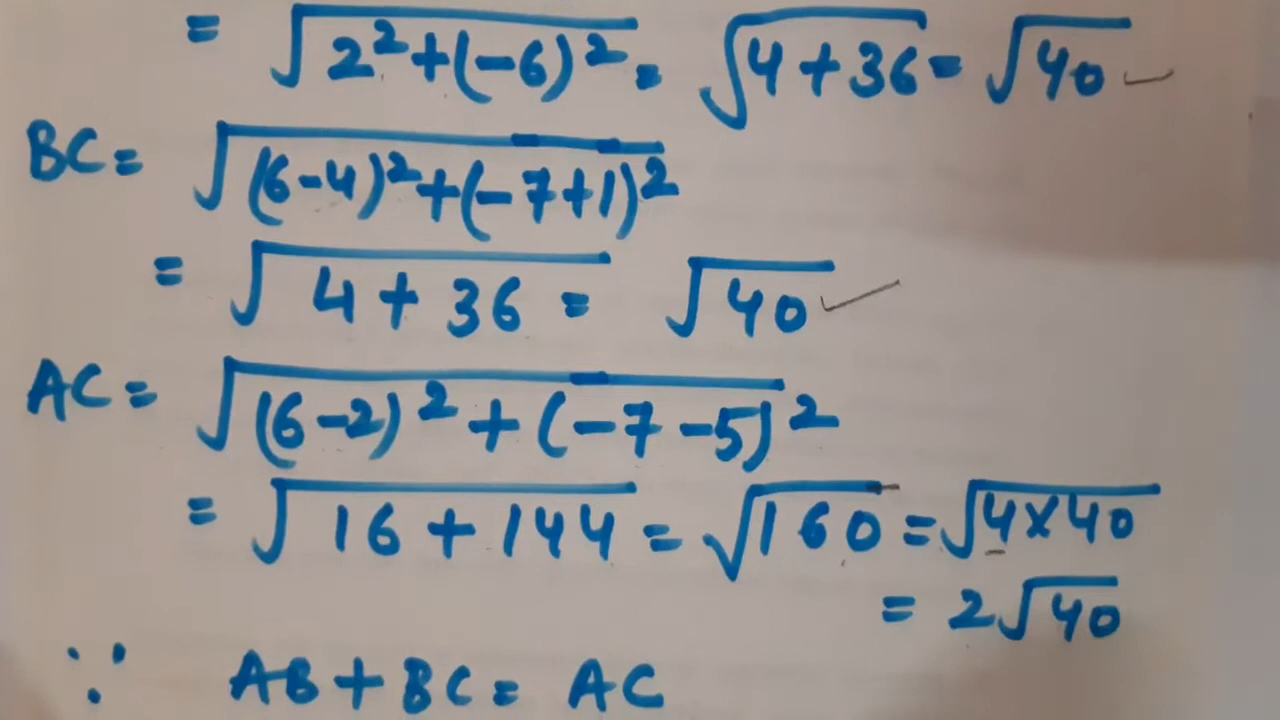 = √2²+(-6)² = √4+36 = √40
BC = √(6-4)²+(-7+1)²
= √4+36 = √40
AC = √(6-2)²+(-7-5)²
= √16+144 = √160 = √4×40
= 2√40
∵ AB+BC = AC